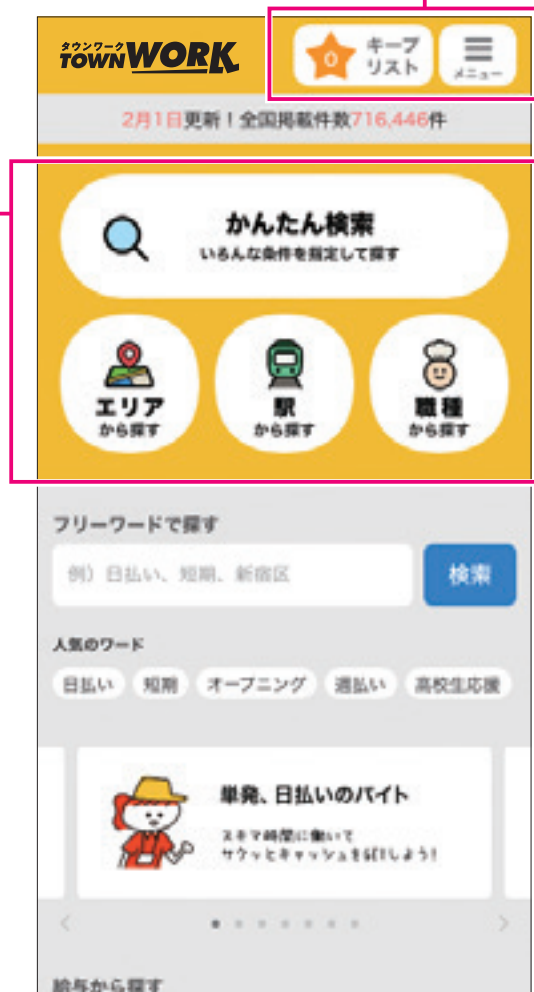 タウンワーク
TOWNWORK
0
キープ
リスト
メニュー
2月1日更新！全国掲載件数716,446件
かんたん検索
いろんな条件を指定して探す
エリア
から探す
駅
から探す
職種
から探す
フリーワードで探す
例）日払い、短期、新宿区
検索
人気のワード
日払い 短期 オープニング 週払い 高校生応援
単発、日払いのバイト
スキマ時間に働いて
サクッとキャッシュをGETしよう！
給与から探す